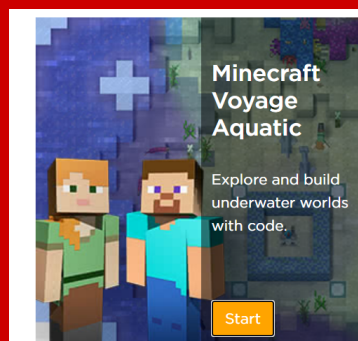 Minecraft
Voyage
Aquatic
Explore and build
underwater worlds
with code.
Start